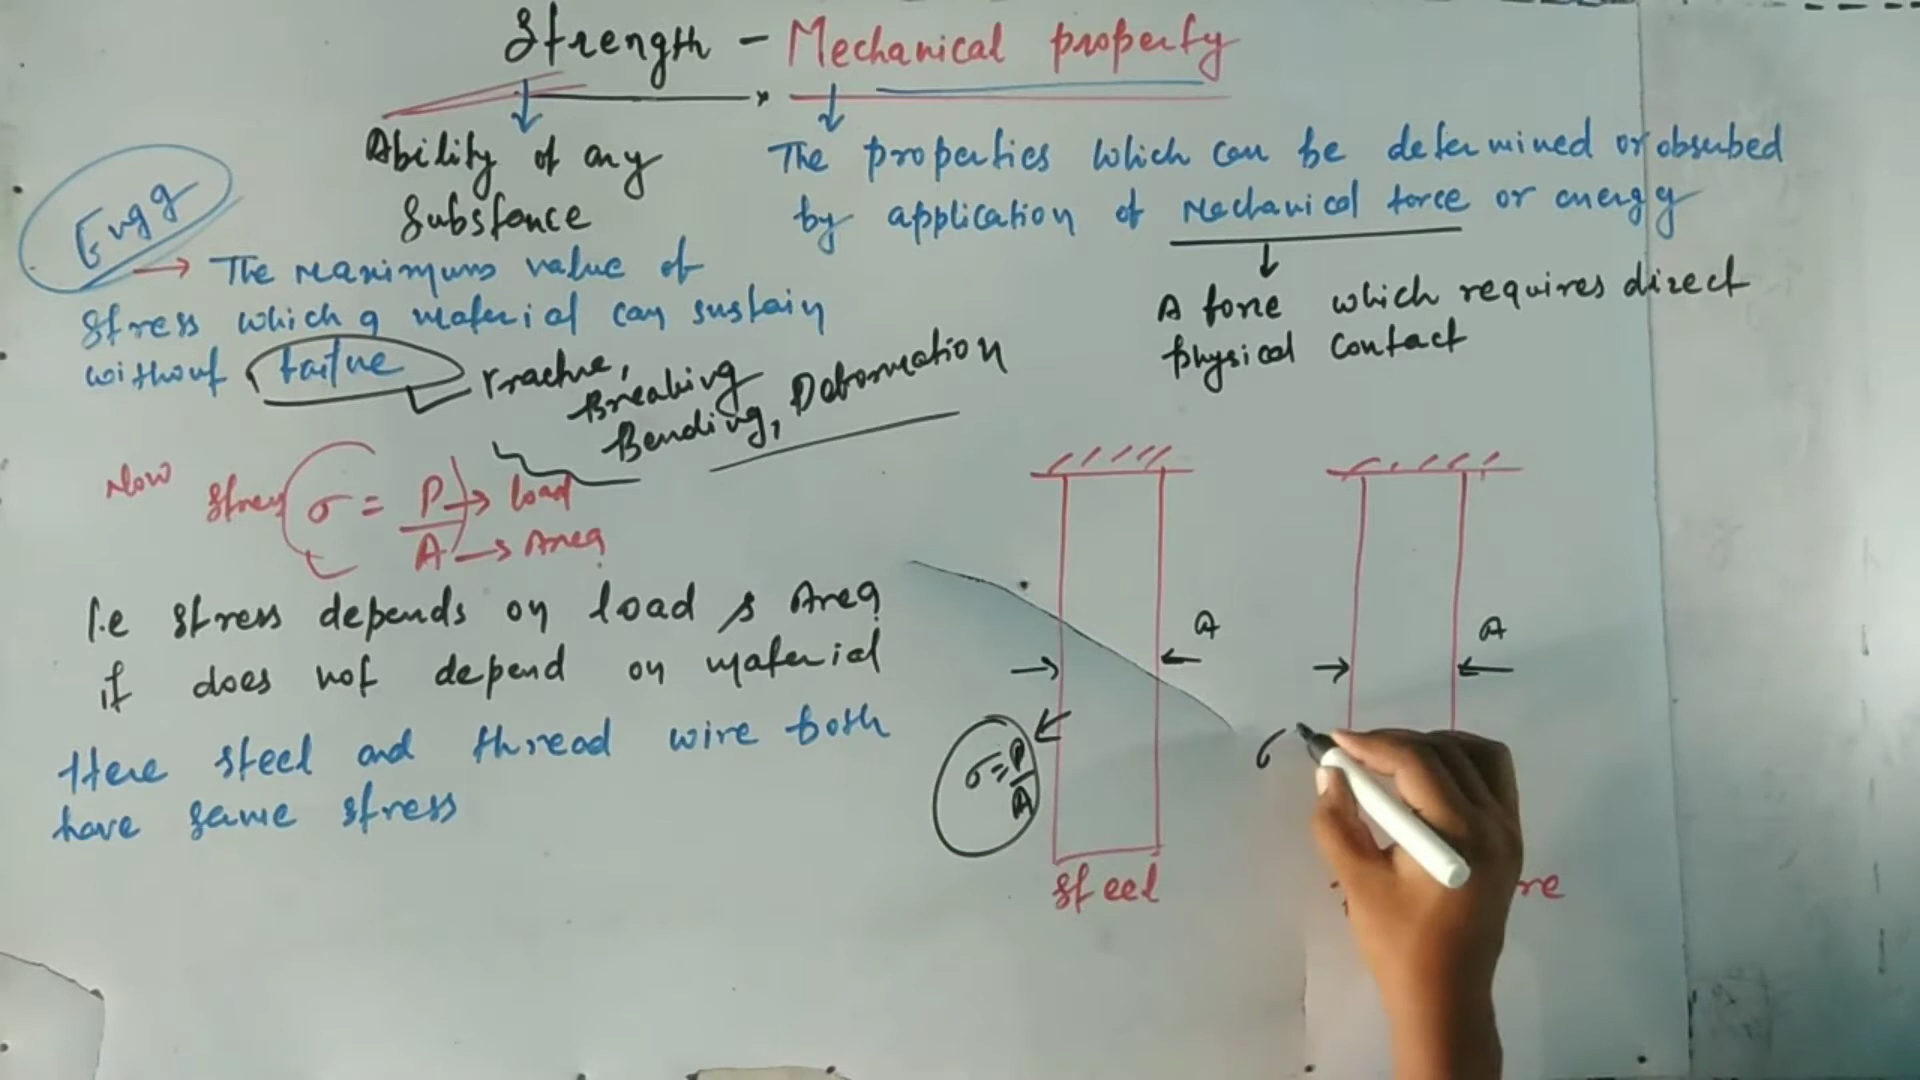 Strength - Mechanical property
Ability of any
Substance
The properties which can be determined or obserbed
by application of Mechanical force or energy
A force which requires direct
physical contact
Engg
→ The maximum value of
stress which a material can sustain
without failure
Fracture,
Breaking
Bending, Deformation
Now stress σ = P/A
→ load
→ Area
I.e stress depends on load & Area
it does not depend on material
Here steel and thread wire both
have same stress
A
A
σ = P/A
σ
steel
re